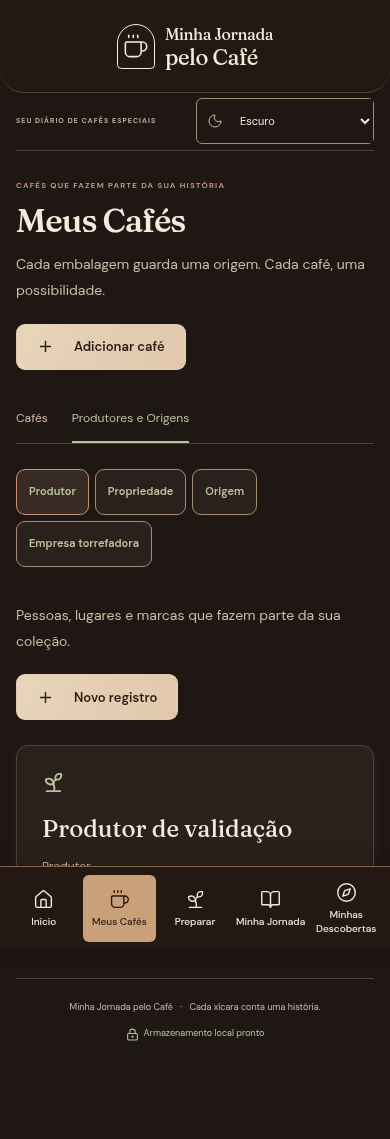 Minha Jornada
pelo Café
SEU DIÁRIO DE CAFÉS ESPECIAIS
Escuro
CAFÉS QUE FAZEM PARTE DA SUA HISTÓRIA
Meus Cafés
Cada embalagem guarda uma origem. Cada café, uma
possibilidade.
Adicionar café
Cafés
Produtores e Origens
Produtor
Propriedade
Origem
Empresa torrefadora
Pessoas, lugares e marcas que fazem parte da sua
coleção.
Novo registro
Produtor de validação
Produtor
Início
Meus Cafés
Preparar
Minha Jornada
Minhas
Descobertas
Minha Jornada pelo Café · Cada xícara conta uma história.
Armazenamento local pronto